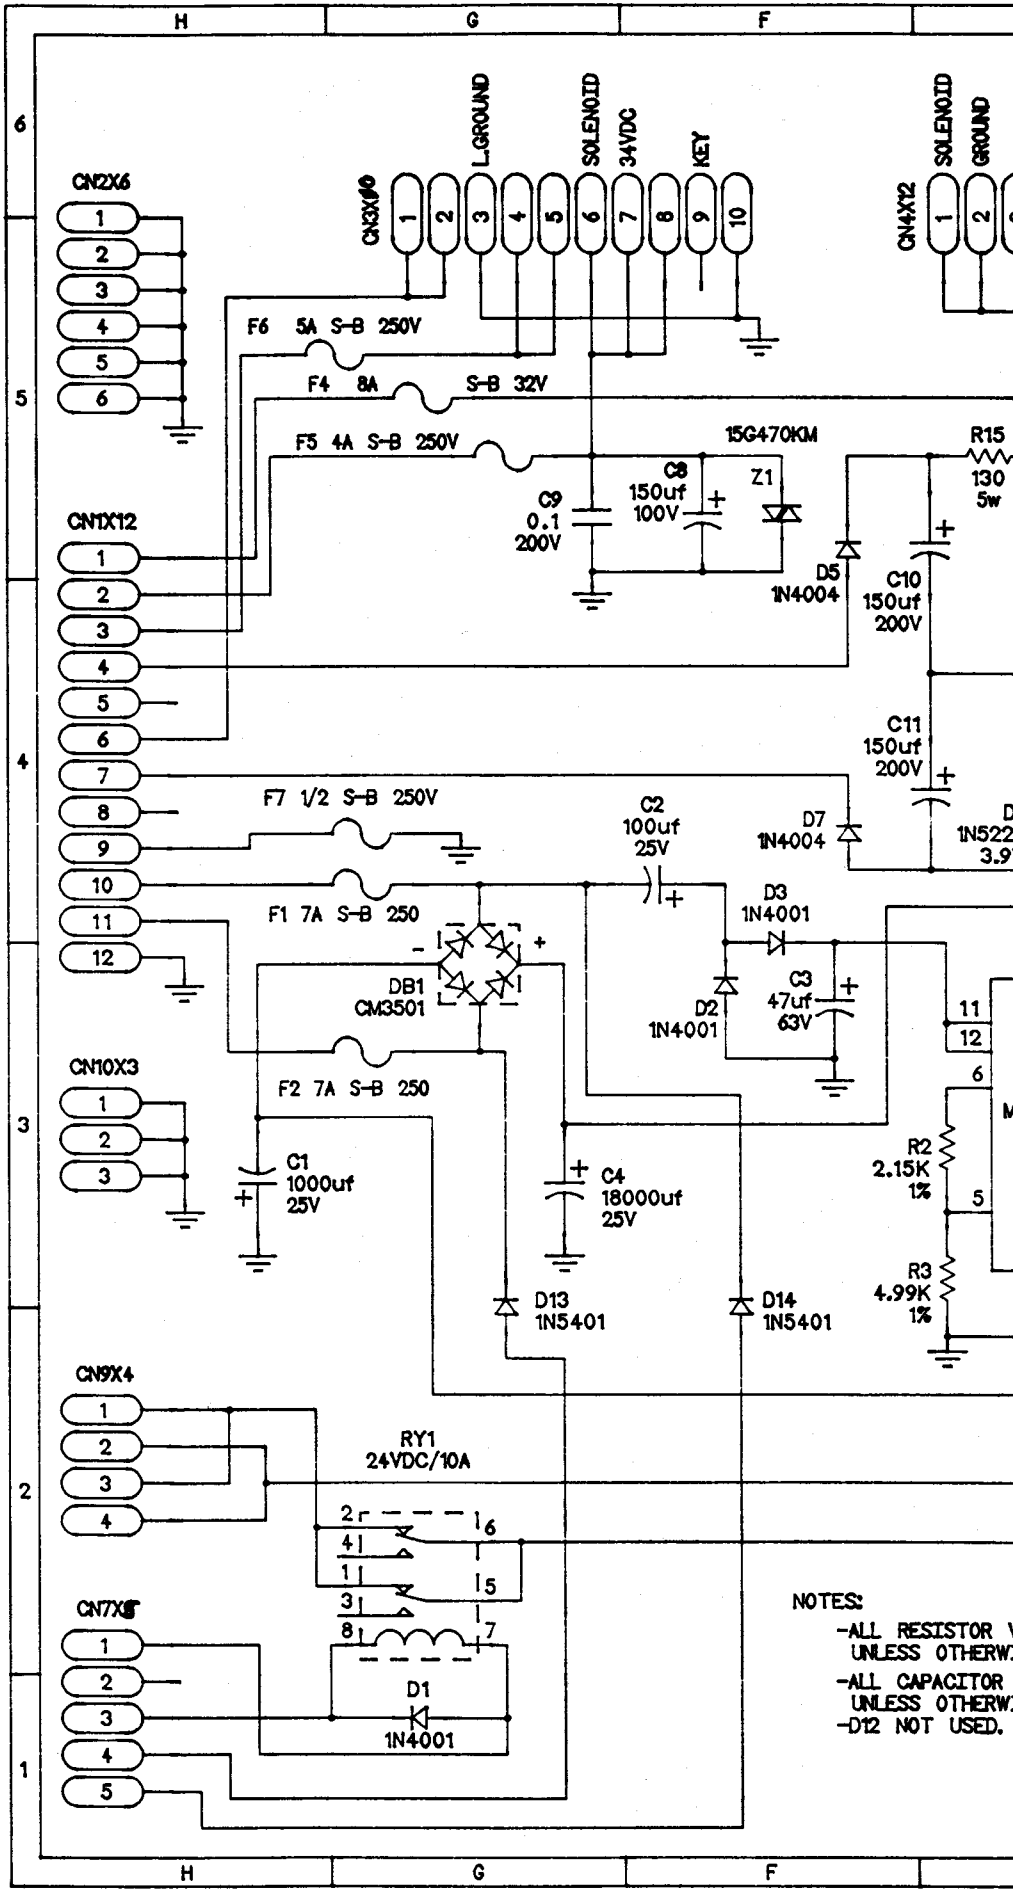 H G F
6
5
4
3
2
1
CN2X6
1
2
3
4
5
6
CN3X10
L.GROUND
SOLENOID
34VDC
KEY
1 2 3 4 5 6 7 8 9 10
CN4X12
SOLENOID
GROUND
1 2
F6 5A S-B 250V
F4 8A S-B 32V
F5 4A S-B 250V
15G470KM
Z1
C8
150uf
100V
C9
0.1
200V
R15
130
5w
D5
1N4004
C10
150uf
200V
CN1X12
1
2
3
4
5
6
7
8
9
10
11
12
C11
150uf
200V
F7 1/2 S-B 250V
C2
100uf
25V
D7
1N4004
D
1N522
3.9
F1 7A S-B 250
D3
1N4001
- +
DB1
CM3501
D2
1N4001
C3
47uf
63V
11
12
6
5
M
F2 7A S-B 250
CN10X3
1
2
3
C1
1000uf
25V
C4
18000uf
25V
R2
2.15K
1%
R3
4.99K
1%
D13
1N5401
D14
1N5401
CN9X4
1
2
3
4
RY1
24VDC/10A
2 6
4
1 5
3
8 7
CN7X5
1
2
3
4
5
D1
1N4001
NOTES:
-ALL RESISTOR V
UNLESS OTHERWI
-ALL CAPACITOR
UNLESS OTHERWI
-D12 NOT USED.
H G F